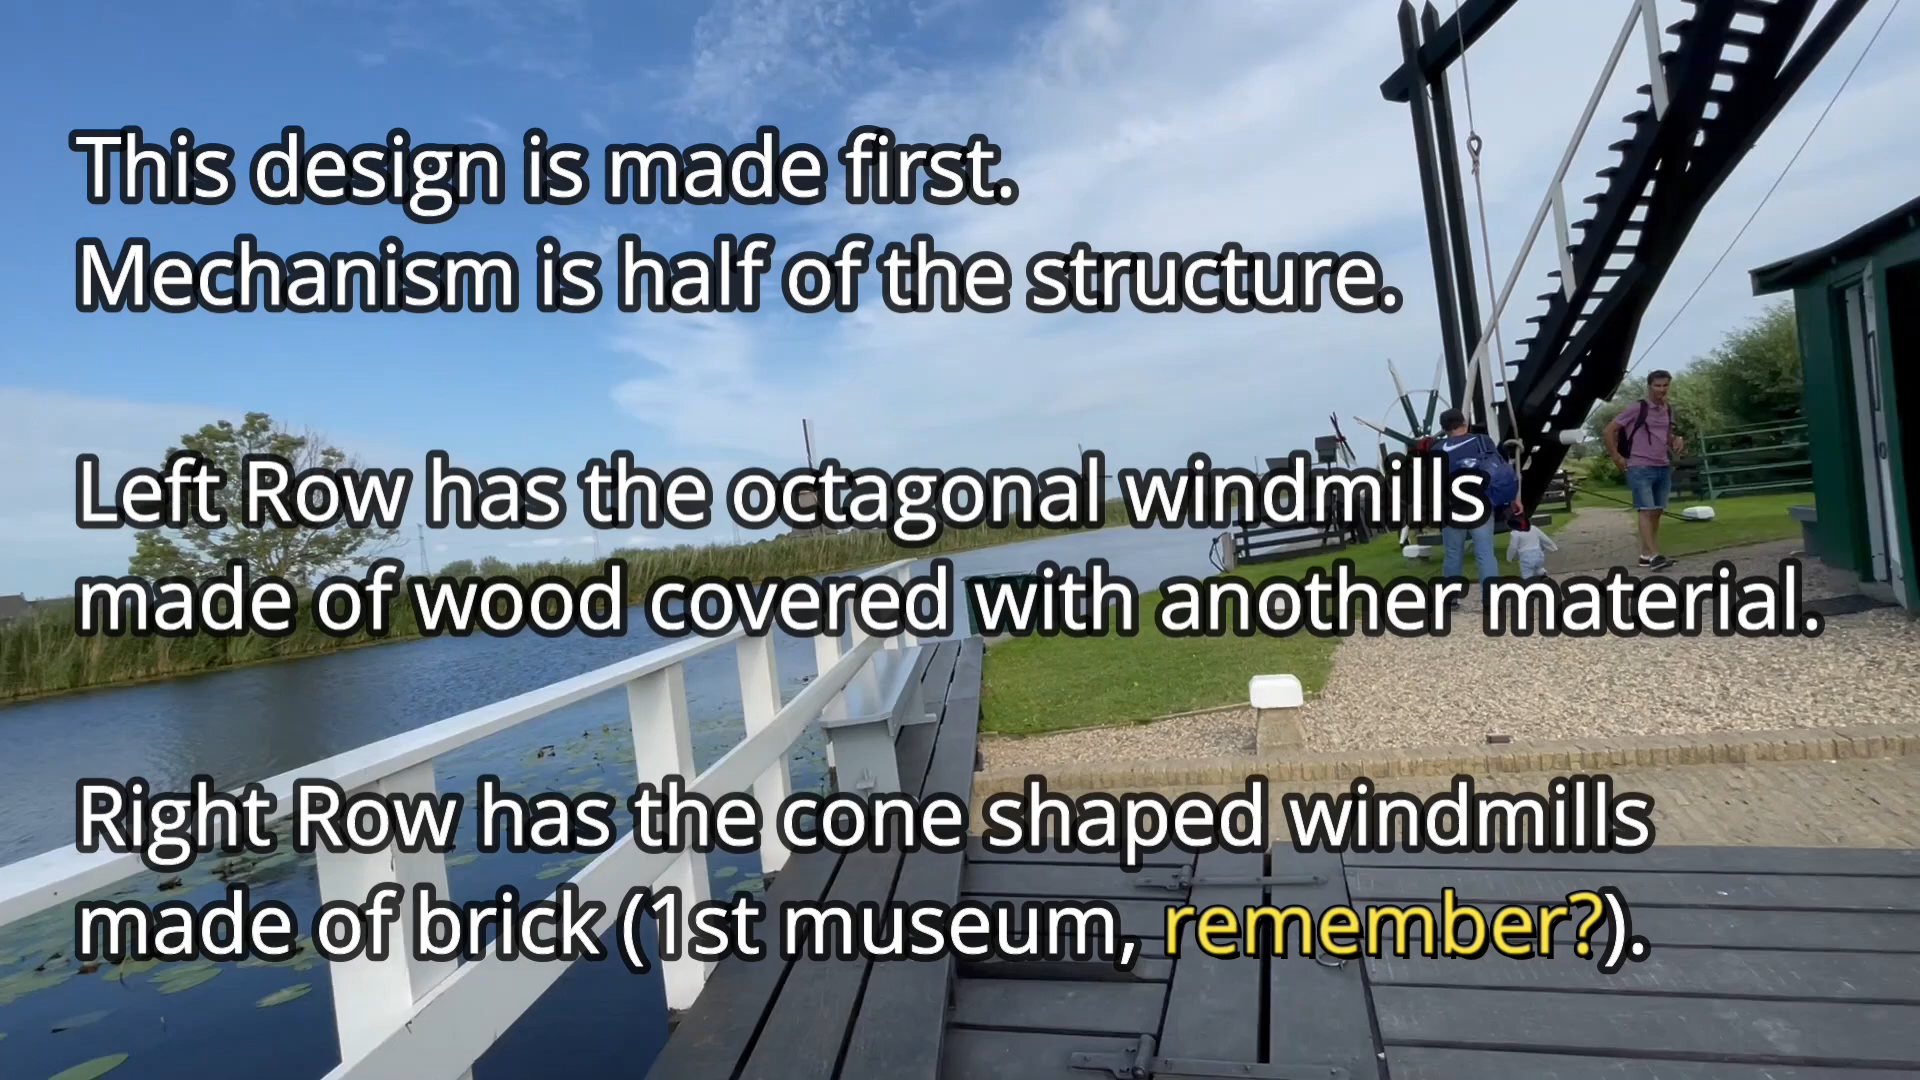 This design is made first.
Mechanism is half of the structure.
Left Row has the octagonal windmills
made of wood covered with another material.
Right Row has the cone shaped windmills
made of brick (1st museum, remember?).